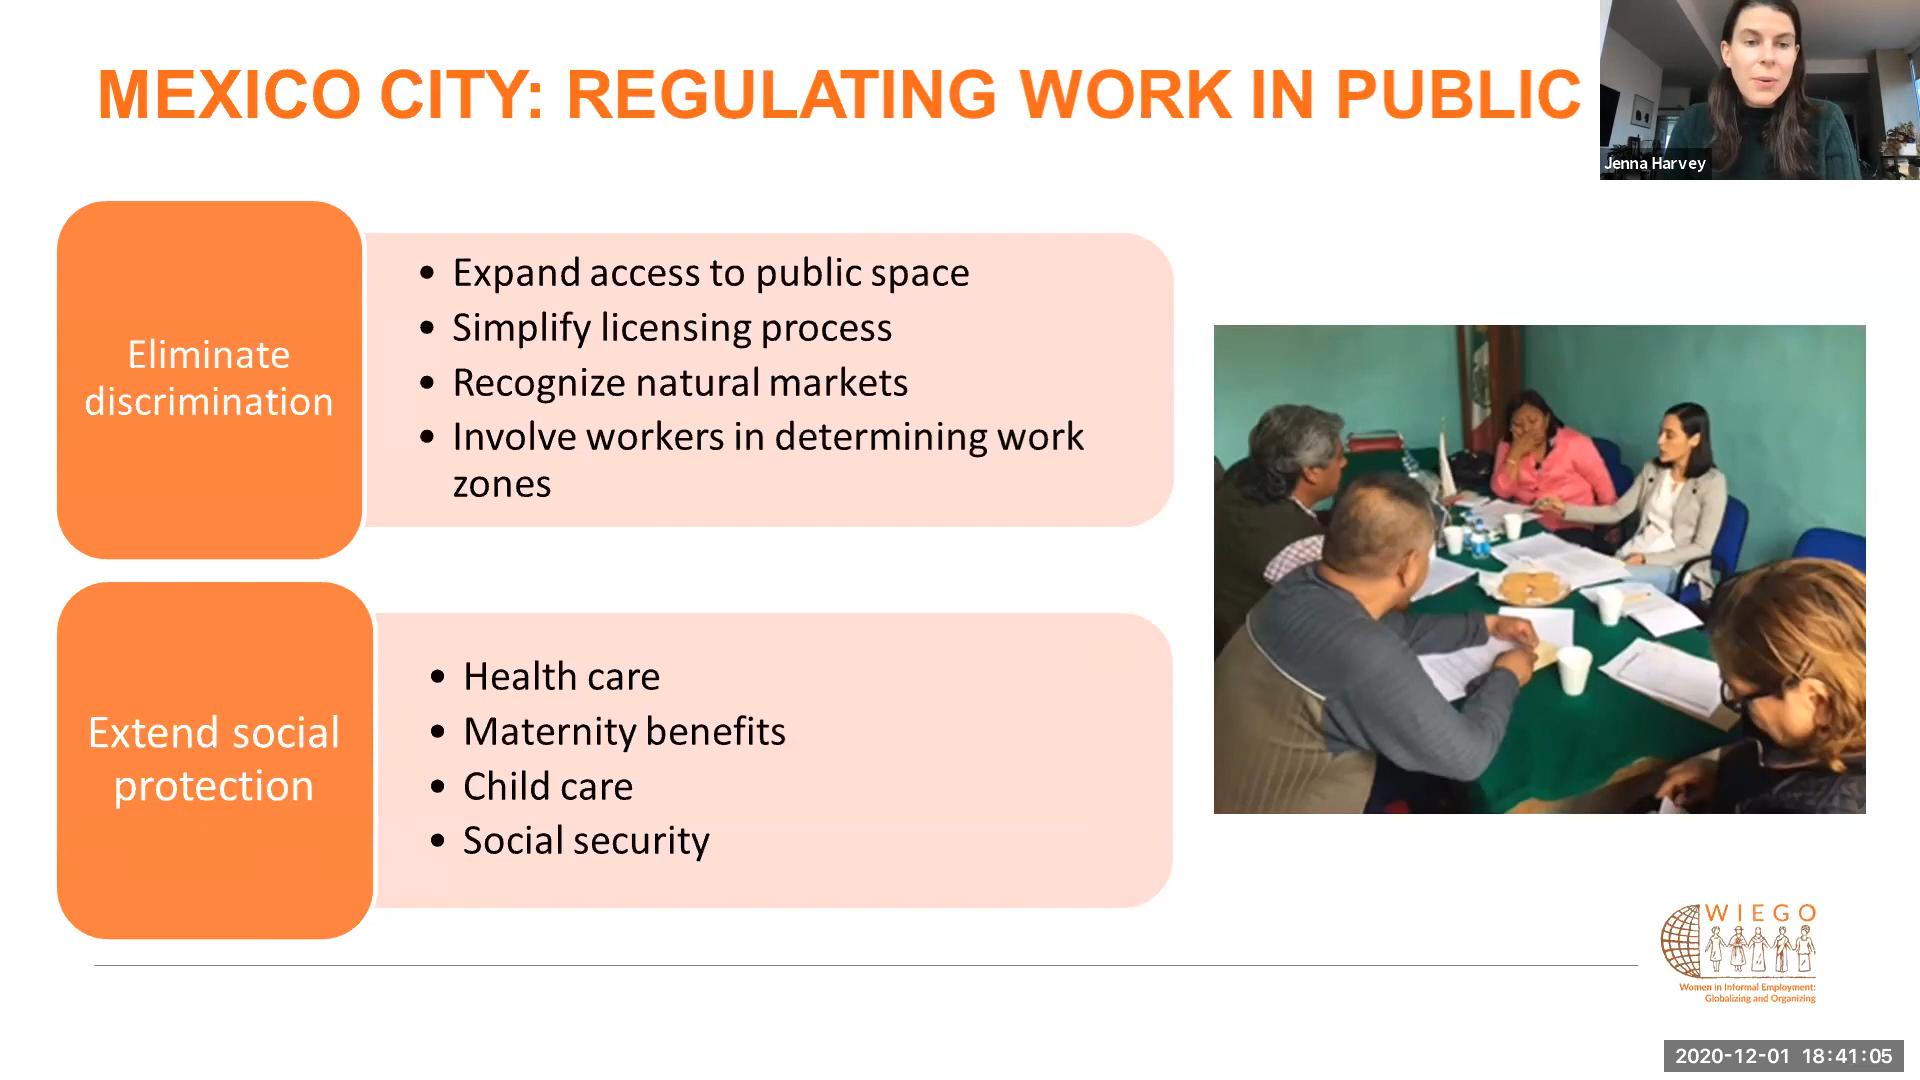 MEXICO CITY: REGULATING WORK IN PUBLIC
Jenna Harvey
Eliminate
discrimination
• Expand access to public space
• Simplify licensing process
• Recognize natural markets
• Involve workers in determining work
zones
Extend social
protection
• Health care
• Maternity benefits
• Child care
• Social security
WIEGO
Women in Informal Employment:
Globalizing and Organizing
2020-12-01 18:41:05